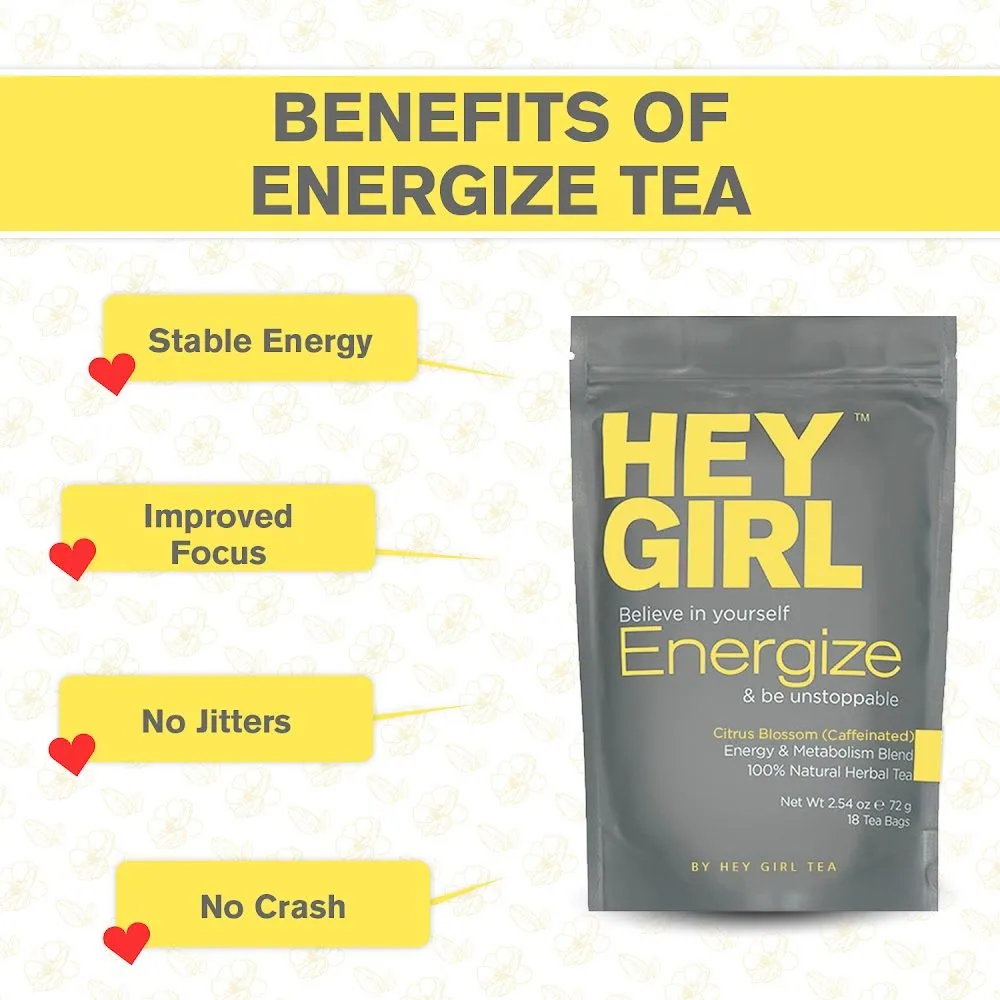 BENEFITS OF
ENERGIZE TEA
Stable Energy
Improved
Focus
No Jitters
No Crash
HEY
GIRL
™
Believe in yourself
Energize
& be unstoppable
Citrus Blossom (Caffeinated)
Energy & Metabolism Blend
100% Natural Herbal Tea
Net Wt 2.54 oz ℮ 72 g
18 Tea Bags
BY HEY GIRL TEA